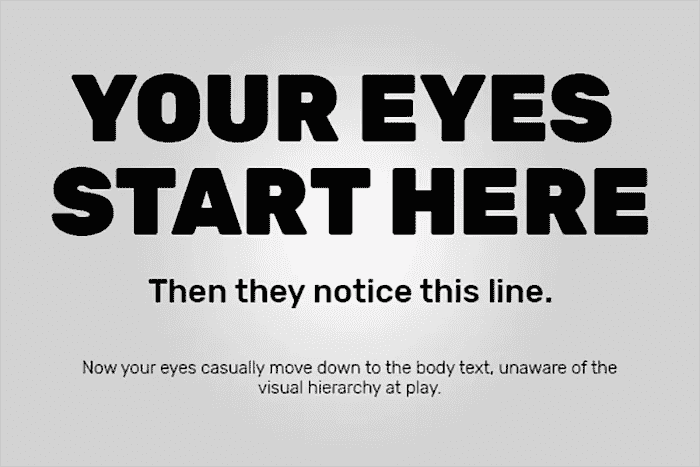 YOUR EYES
START HERE
Then they notice this line.
Now your eyes casually move down to the body text, unaware of the
visual hierarchy at play.